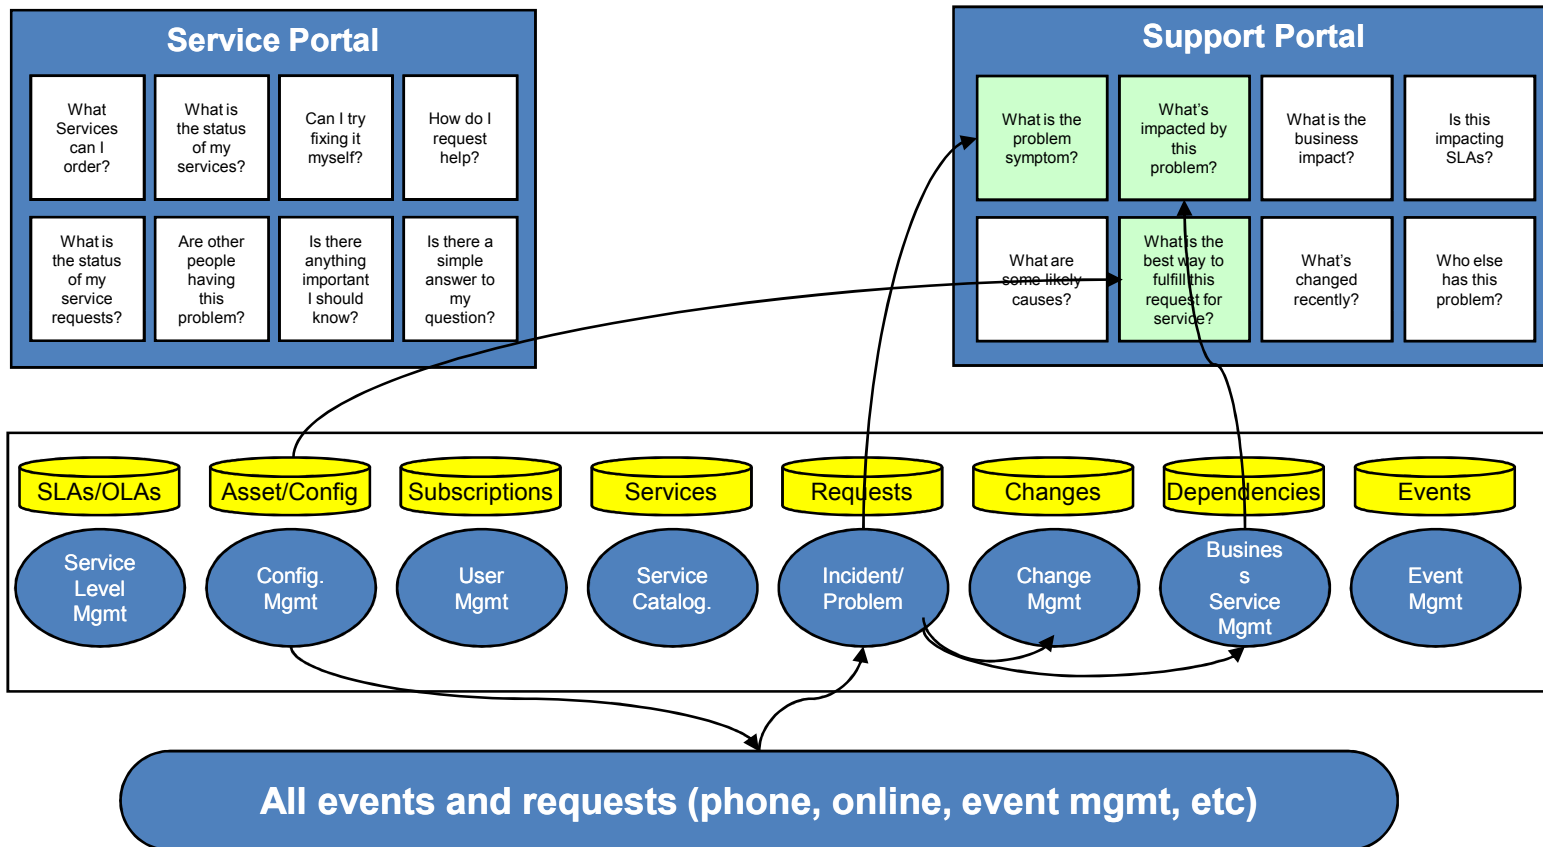 Service Portal
What
Services
can I
order?
What is
the status
of my
services?
Can I try
fixing it
myself?
How do I
request
help?
What is
the status
of my
service
requests?
Are other
people
having
this
problem?
Is there
anything
important
I should
know?
Is there a
simple
answer to
my
question?
Support Portal
What is the
problem
symptom?
What's
impacted by
this
problem?
What is the
business
impact?
Is this
impacting
SLAs?
What are
some likely
causes?
What is the
best way to
fulfill this
request for
service?
What's
changed
recently?
Who else
has this
problem?
SLAs/OLAs
Asset/Config
Subscriptions
Services
Requests
Changes
Dependencies
Events
Service
Level
Mgmt
Config.
Mgmt
User
Mgmt
Service
Catalog.
Incident/
Problem
Change
Mgmt
Busines
s
Service
Mgmt
Event
Mgmt
All events and requests (phone, online, event mgmt, etc)